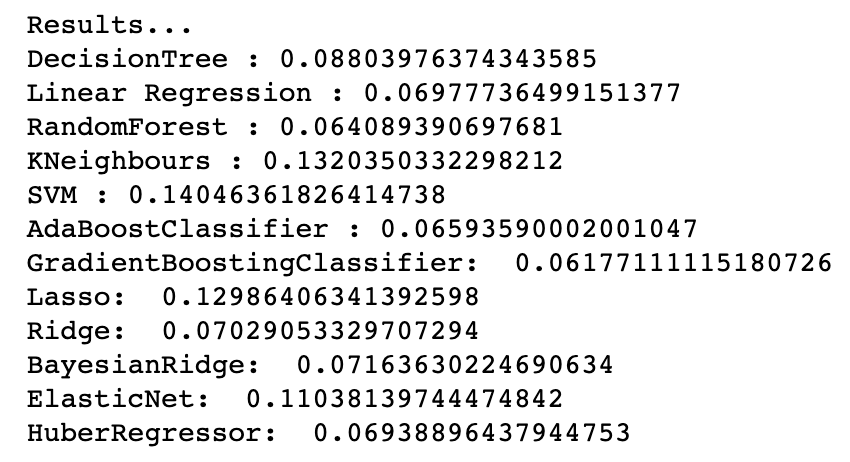 Results...
DecisionTree : 0.08803976374343585
Linear Regression : 0.06977736499151377
RandomForest : 0.064089390697681
KNeighbours : 0.1320350332298212
SVM : 0.14046361826414738
AdaBoostClassifier : 0.06593590002001047
GradientBoostingClassifier:  0.06177111115180726
Lasso:  0.12986406341392598
Ridge:  0.07029053329707294
BayesianRidge:  0.07163630224690634
ElasticNet:  0.11038139744474842
HuberRegressor:  0.06938896437944753